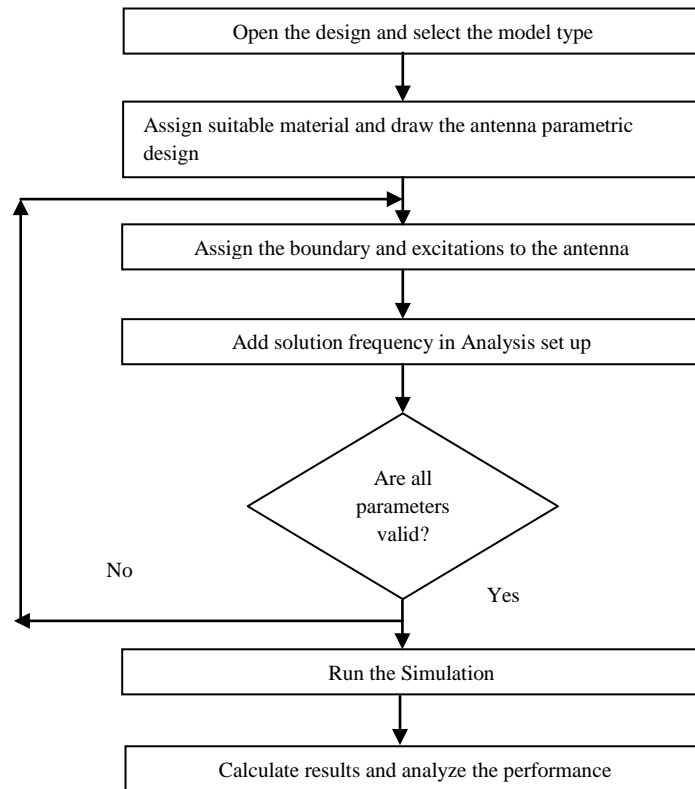 Open the design and select the model type
Assign suitable material and draw the antenna parametric
design
Assign the boundary and excitations to the antenna
Add solution frequency in Analysis set up
Are all
parameters
valid?
No
Yes
Run the Simulation
Calculate results and analyze the performance